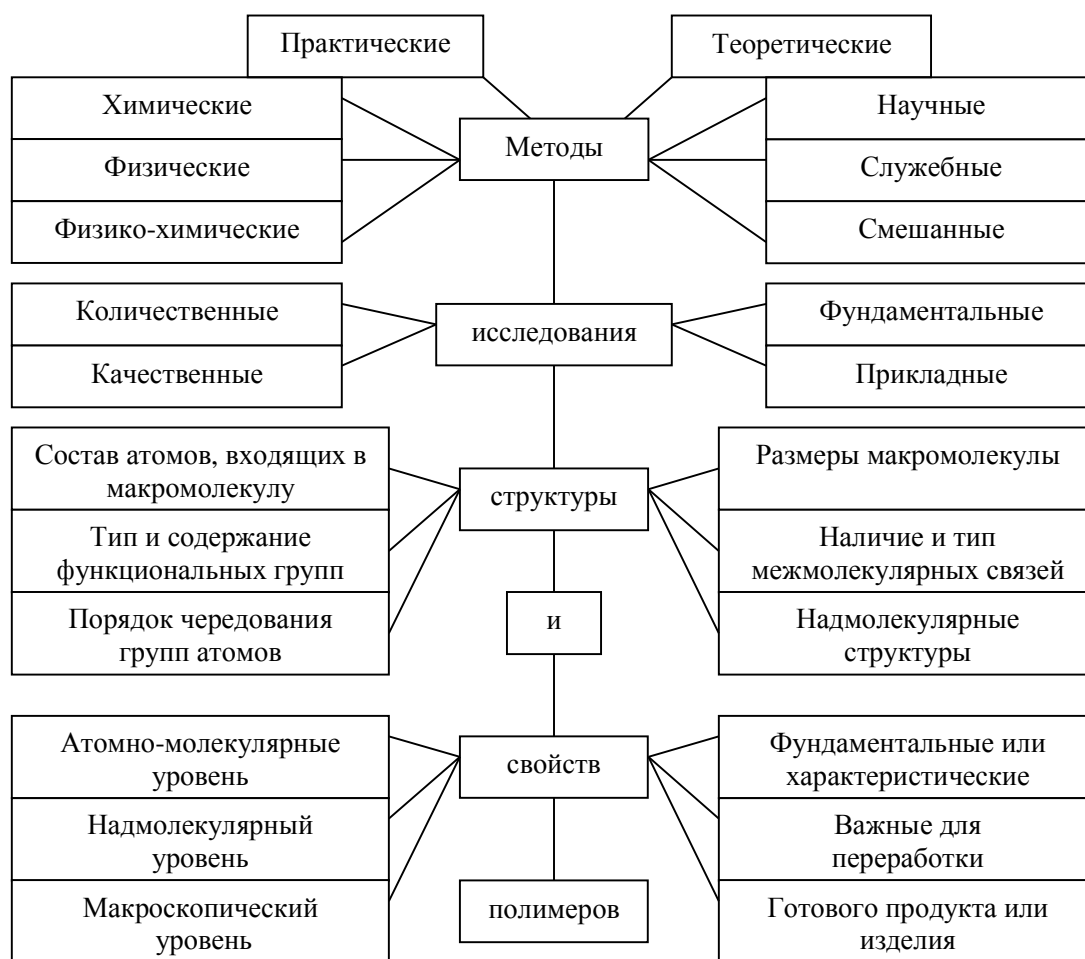 Практические
Теоретические
Химические
Методы
Научные
Физические
Служебные
Физико-химические
Смешанные
Количественные
исследования
Фундаментальные
Качественные
Прикладные
Состав атомов, входящих в
макромолекулу
структуры
Размеры макромолекулы
Тип и содержание
функциональных групп
Наличие и тип
межмолекулярных связей
Порядок чередования
групп атомов
и
Надмолекулярные
структуры
Атомно-молекулярные
уровень
свойств
Фундаментальные или
характеристические
Надмолекулярный
уровень
Важные для
переработки
Макроскопический
уровень
полимеров
Готового продукта или
изделия